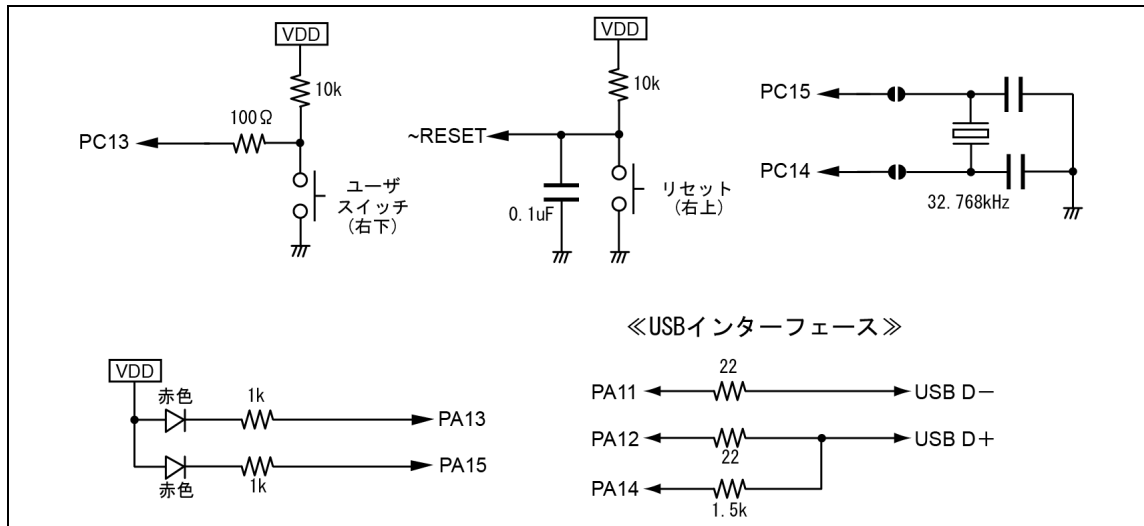 VDD
10k
100Ω
PC13
ユーザ
スイッチ
(右下)
VDD
10k
~RESET
0.1uF
リセット
(右上)
PC15
PC14
32.768kHz
VDD
赤色
1k
PA13
PA15
赤色
1k
≪USBインターフェース≫
22
PA11
USB D－
PA12
USB D＋
22
PA14
1.5k